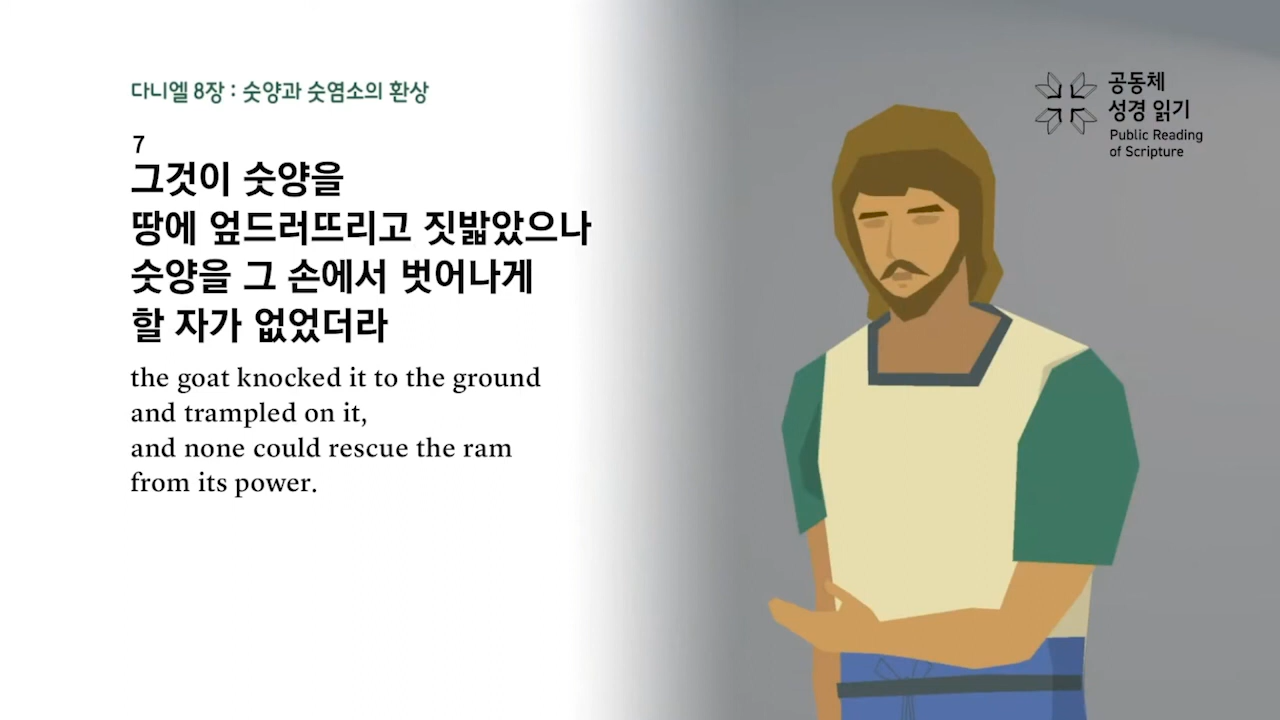 다니엘 8장 : 숫양과 숫염소의 환상
7
그것이 숫양을
땅에 엎드러뜨리고 짓밟았으나
숫양을 그 손에서 벗어나게
할 자가 없었더라
the goat knocked it to the ground
and trampled on it,
and none could rescue the ram
from its power.
공동체
성경 읽기
Public Reading
of Scripture